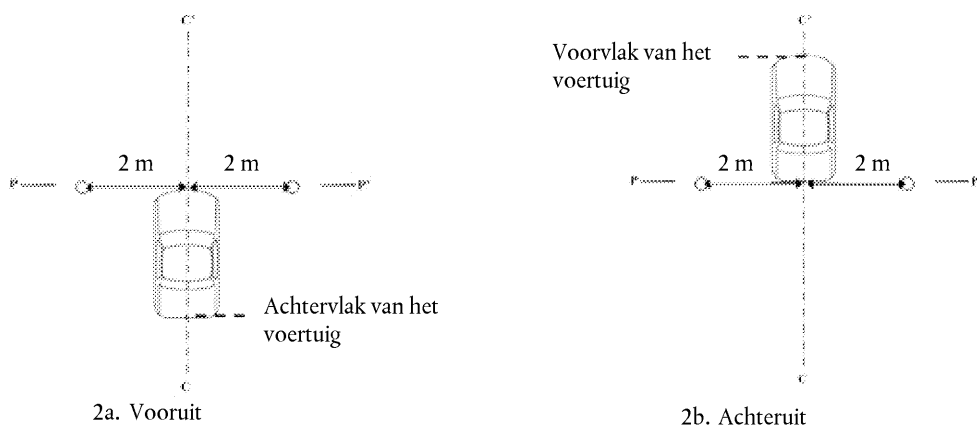 Voorvlak van het
voertuig
2 m 2 m
2 m 2 m
P P'
Achtervlak van het
voertuig
2a. Vooruit
2b. Achteruit